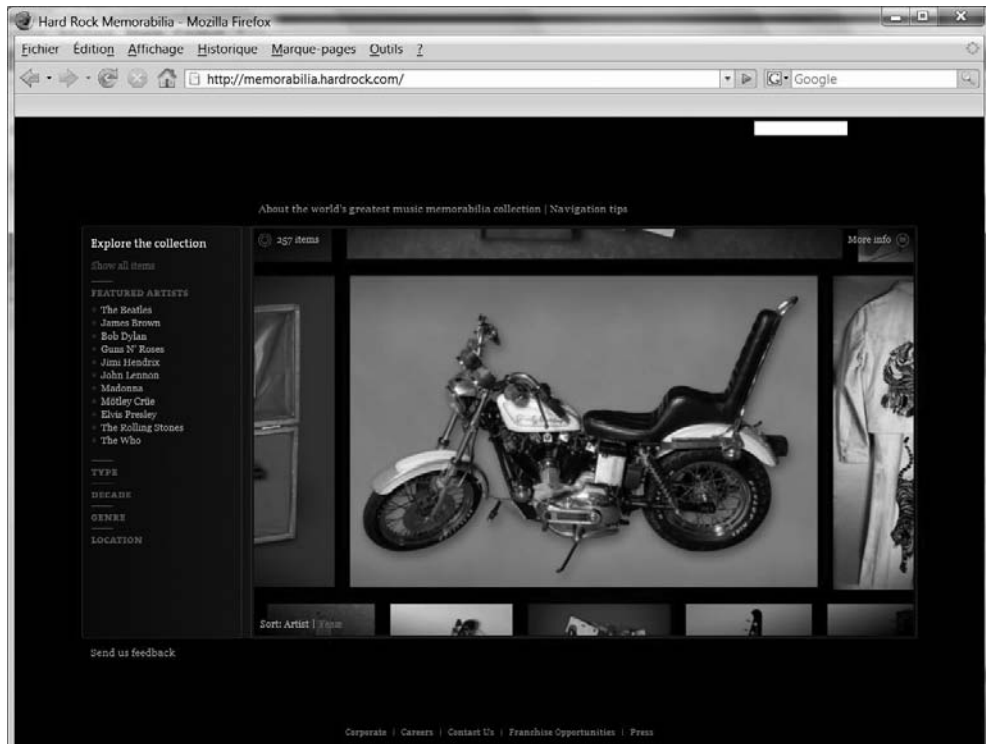 Hard Rock Memorabilia - Mozilla Firefox
Fichier Édition Affichage Historique Marque-pages Outils ?
http://memorabilia.hardrock.com/
G Google
About the world's greatest music memorabilia collection | Navigation tips
Explore the collection
Show all items
FEATURED ARTISTS
The Beatles
James Brown
Bob Dylan
Guns N' Roses
Jimi Hendrix
John Lennon
Madonna
Mötley Crüe
Elvis Presley
The Rolling Stones
The Who
TYPE
DECADE
GENRE
LOCATION
257 items
More info
Sort: Artist | Year
Send us feedback
Corporate | Careers | Contact Us | Franchise Opportunities | Press